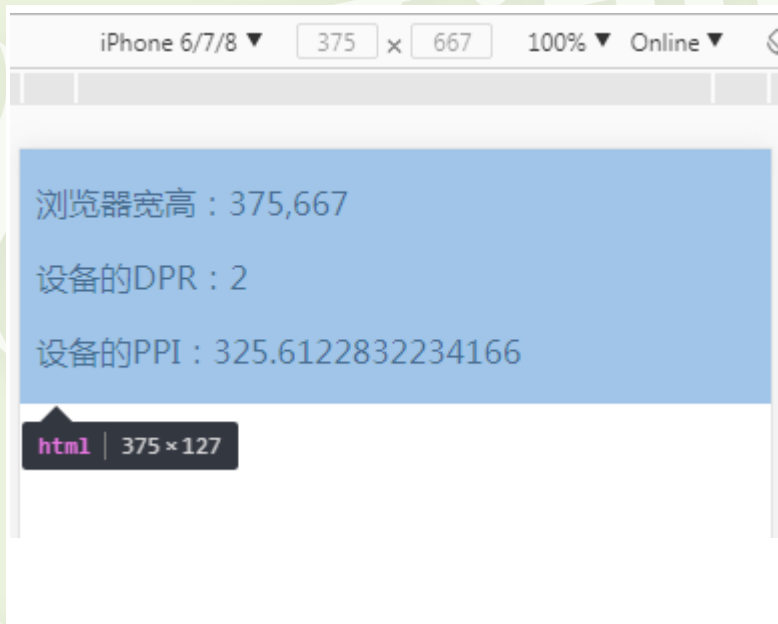 iPhone 6/7/8 ▼ 375 × 667 100% ▼ Online ▼
浏览器宽高：375,667
设备的DPR：2
设备的PPI：325.6122832234166
html | 375×127